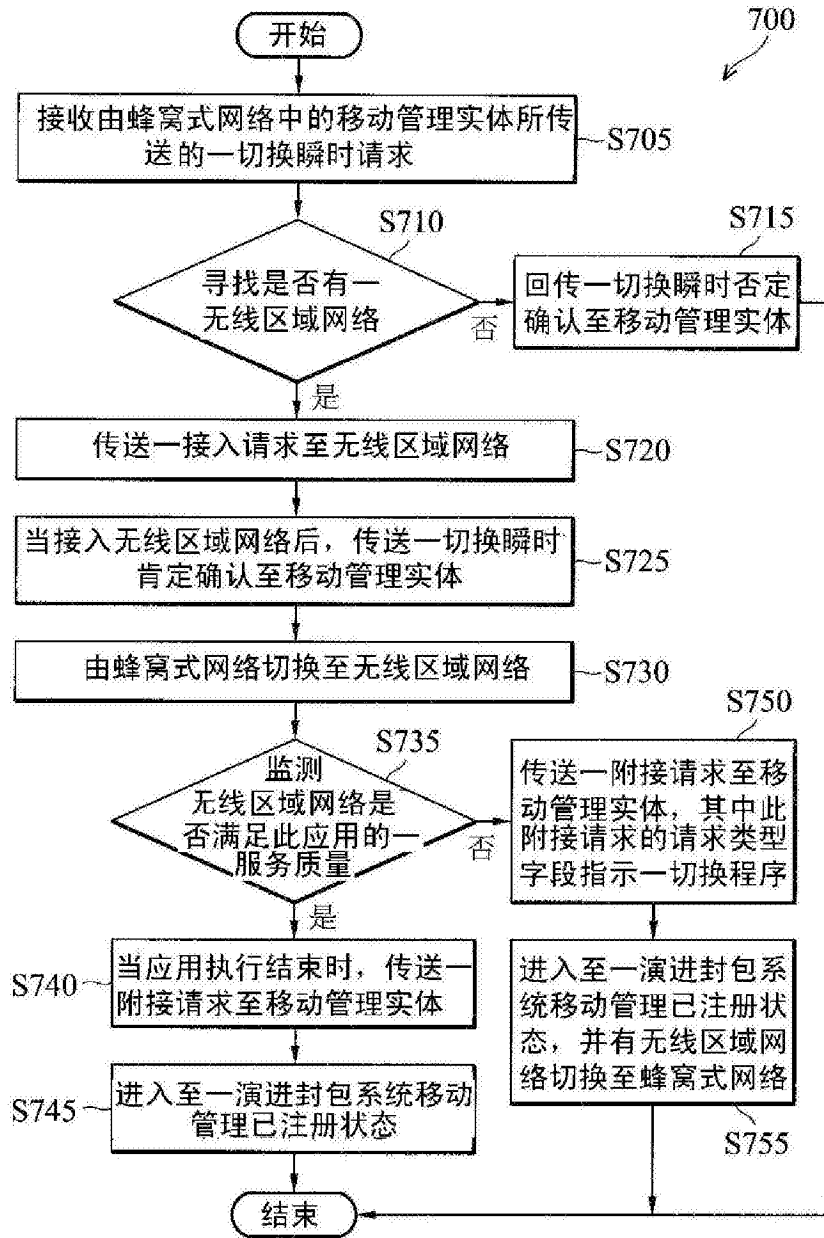 开始
700
接收由蜂窝式网络中的移动管理实体所传
送的一切换瞬时请求
S705
S710
寻找是否有一
无线区域网络
否
S715
回传一切换瞬时否定
确认至移动管理实体
是
传送一接入请求至无线区域网络
S720
当接入无线区域网络后，传送一切换瞬时
肯定确认至移动管理实体
S725
由蜂窝式网络切换至无线区域网络
S730
S735
监测
无线区域网络是
否满足此应用的一
服务质量
否
S750
传送一附接请求至移
动管理实体，其中此
附接请求的请求类型
字段指示一切换程序
是
S740
当应用执行结束时，传送一
附接请求至移动管理实体
进入至一演进封包系
统移动管理已注册状
态，并有无线区域网
络切换至蜂窝式网络
S755
S745
进入至一演进封包系统移动
管理已注册状态
结束